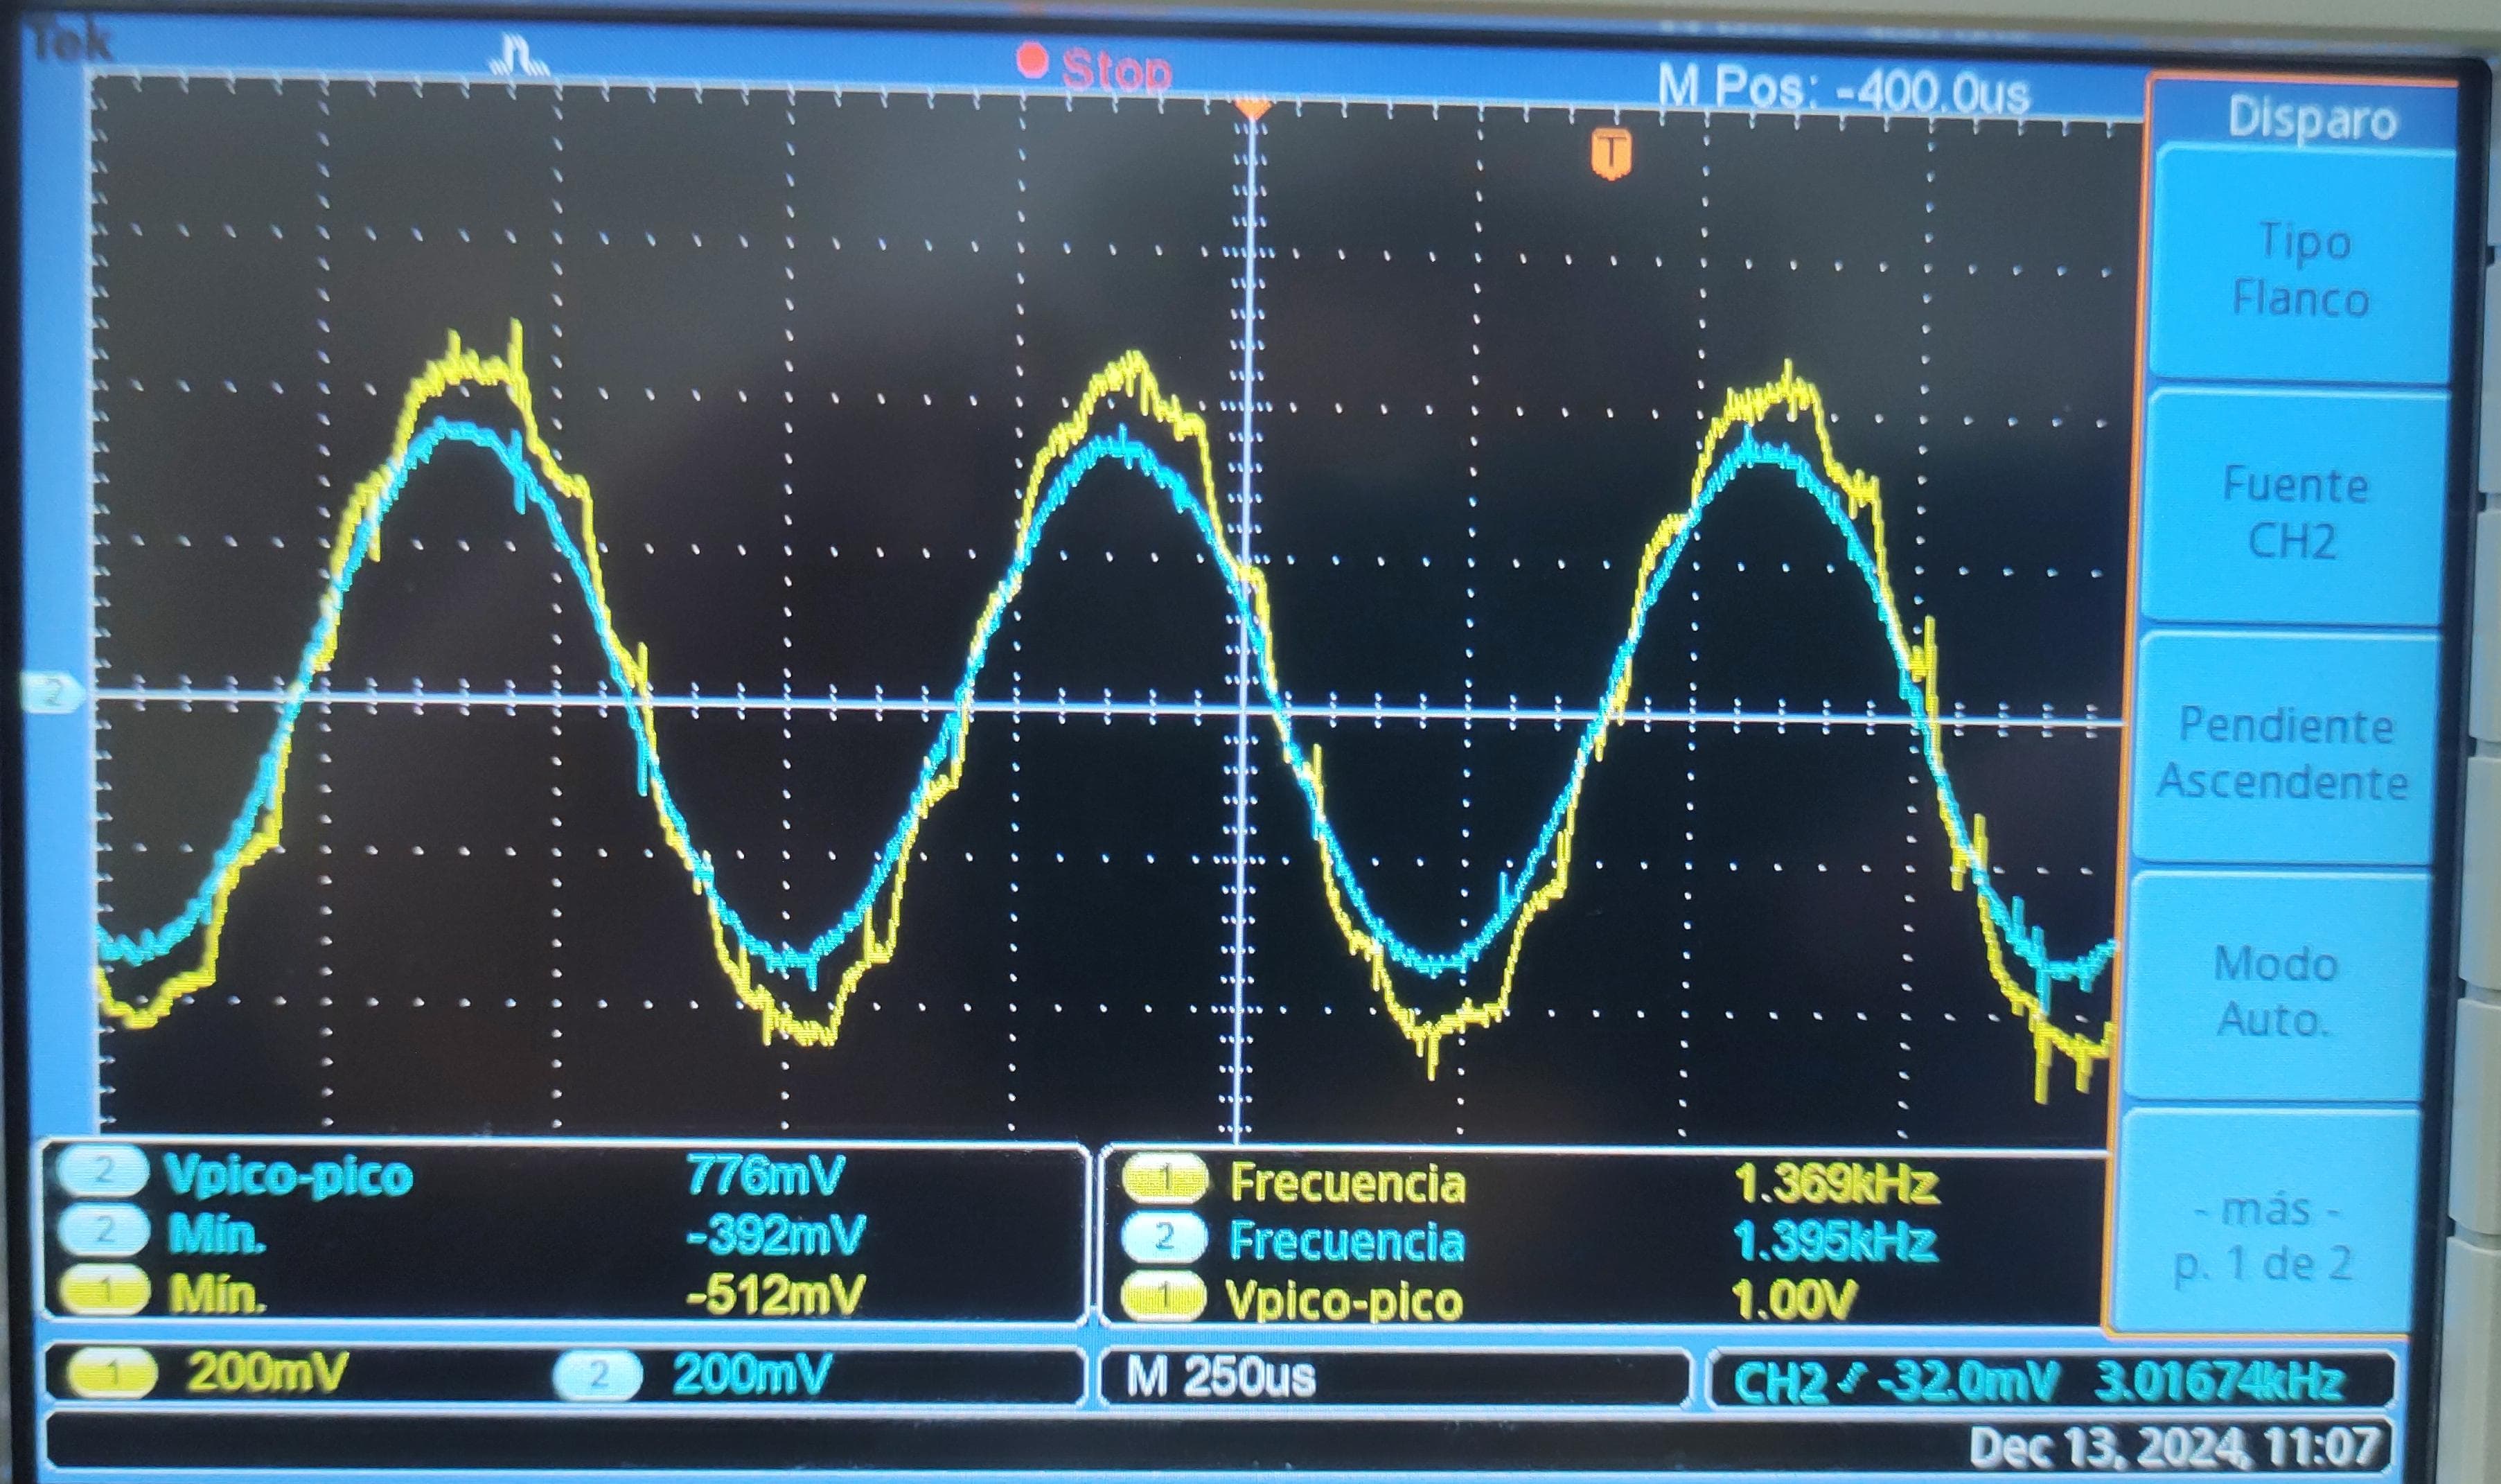 Tek
Stop
M Pos: -400.0us
T
2
Disparo
Tipo
Flanco
Fuente
CH2
Pendiente
Ascendente
Modo
Auto.
- más -
p. 1 de 2
2 Vpico-pico 776mV
2 Mín. -392mV
1 Mín. -512mV
1 Frecuencia 1.369kHz
2 Frecuencia 1.395kHz
1 Vpico-pico 1.00V
1 200mV 2 200mV
M 250us
CH2 -32.0mV 3.01674kHz
Dec 13, 2024, 11:07